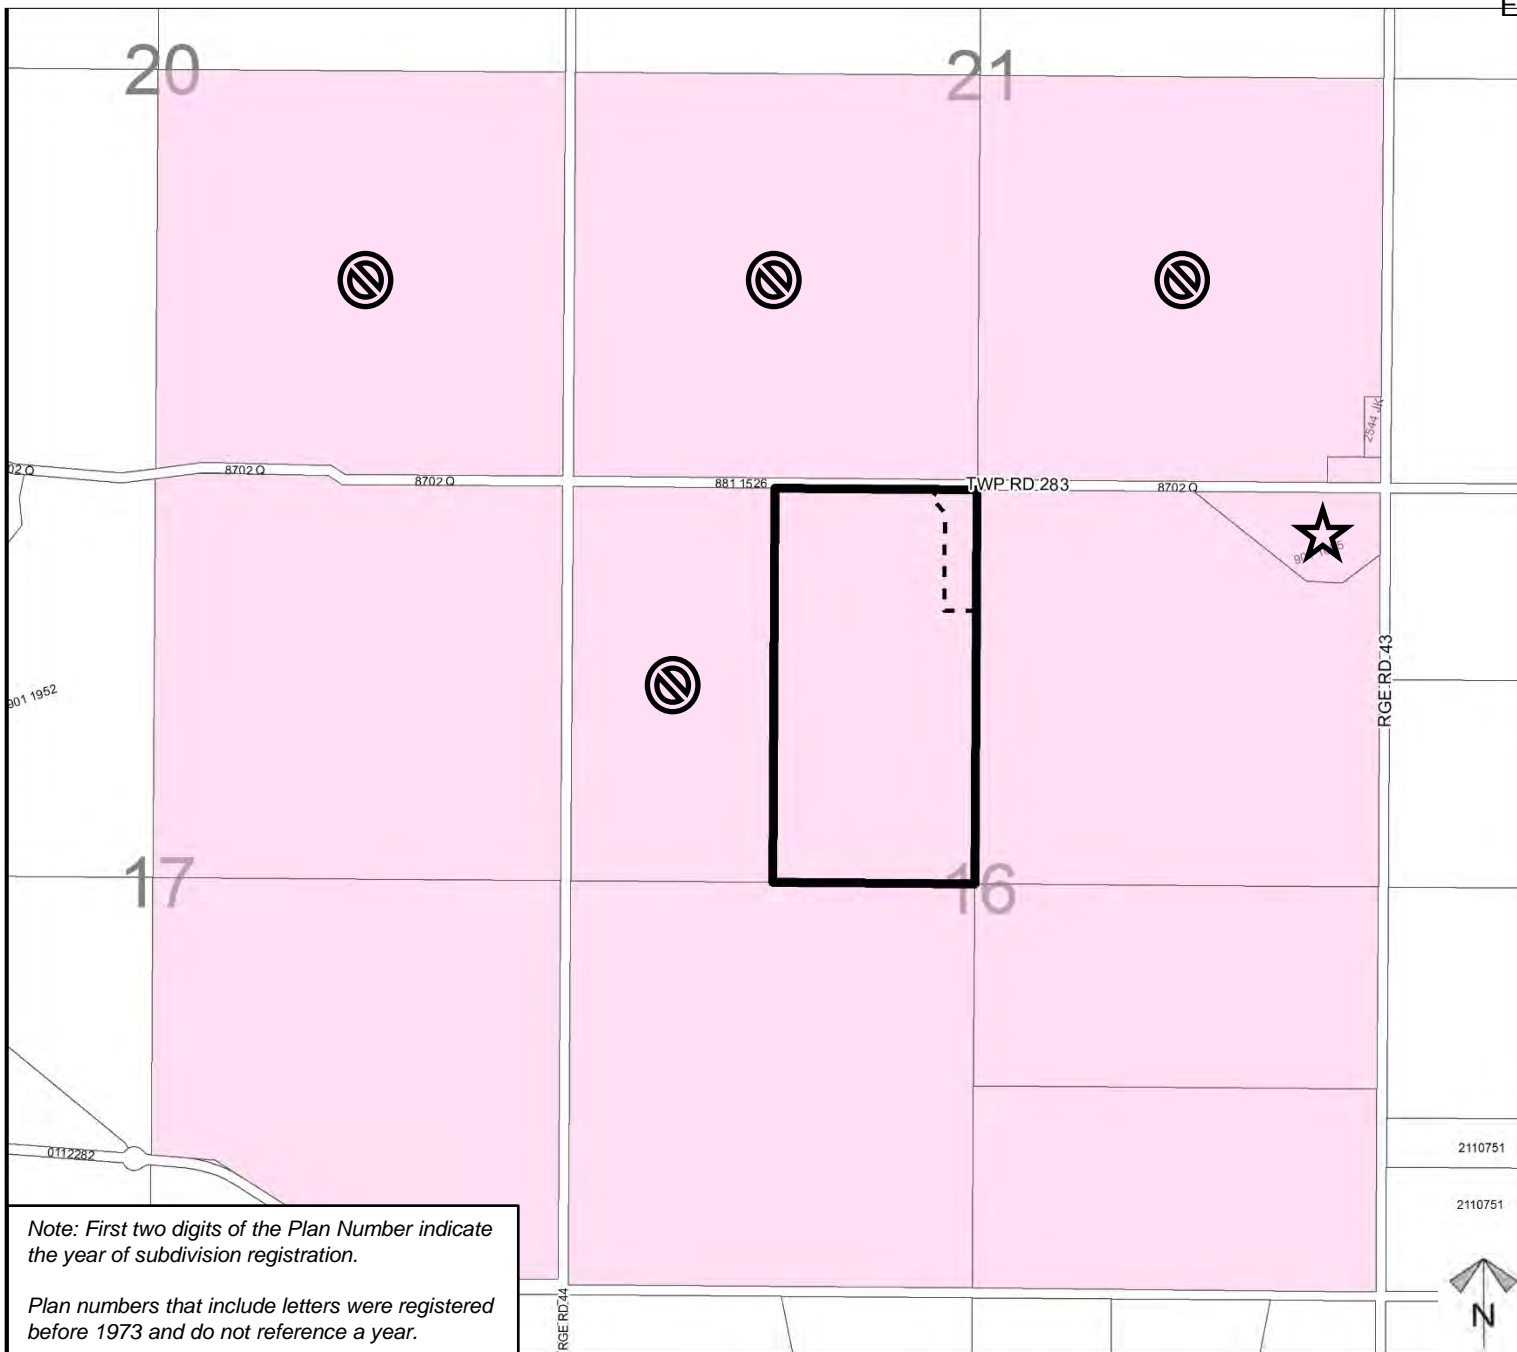 E
20
21
2544 JK
02 Q
8702 Q
8702 Q
881 1526
TWP RD 283
8702 Q
RGE RD 43
901 1952
17
16
0112282
2110751
2110751
Note: First two digits of the Plan Number indicate
the year of subdivision registration.
Plan numbers that include letters were registered
before 1973 and do not reference a year.
RGE RD 44
N